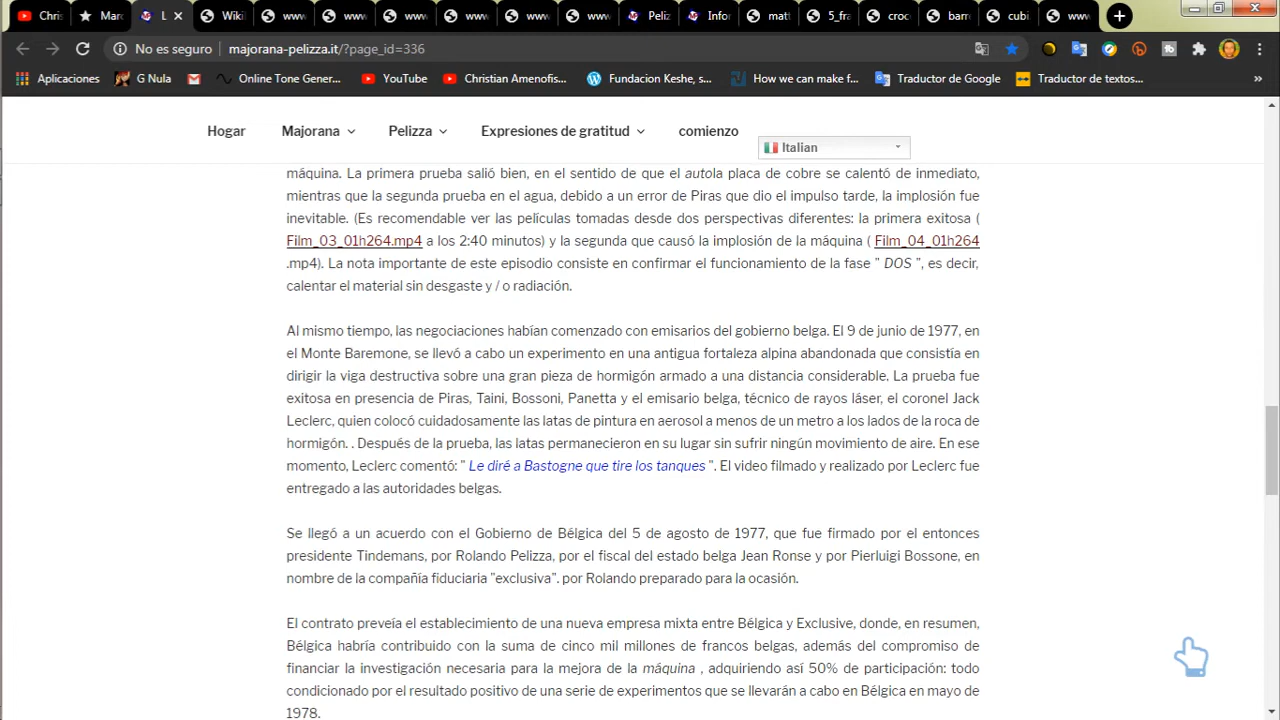 Chris
Marc
L
Wiki
www
www
www
www
www
www
Peliz
Infor
matt
5_fra
croc
barr
cubi
www
No es seguro
majorana-pelizza.it/?page_id=336
Aplicaciones
G Nula
Online Tone Gener...
YouTube
Christian Amenofis...
Fundacion Keshe, s...
How we can make f...
Traductor de Google
Traductor de textos...
»
Hogar
Majorana
Pelizza
Expresiones de gratitud
comienzo
Italian
máquina. La primera prueba salió bien, en el sentido de que el autola placa de cobre se calentó de inmediato,
mientras que la segunda prueba en el agua, debido a un error de Piras que dio el impulso tarde, la implosión fue
inevitable. (Es recomendable ver las películas tomadas desde dos perspectivas diferentes: la primera exitosa (
Film_03_01h264.mp4 a los 2:40 minutos) y la segunda que causó la implosión de la máquina ( Film_04_01h264
.mp4). La nota importante de este episodio consiste en confirmar el funcionamiento de la fase " DOS ", es decir,
calentar el material sin desgaste y / o radiación.
Al mismo tiempo, las negociaciones habían comenzado con emisarios del gobierno belga. El 9 de junio de 1977, en
el Monte Baremone, se llevó a cabo un experimento en una antigua fortaleza alpina abandonada que consistía en
dirigir la viga destructiva sobre una gran pieza de hormigón armado a una distancia considerable. La prueba fue
exitosa en presencia de Piras, Taini, Bossoni, Panetta y el emisario belga, técnico de rayos láser, el coronel Jack
Leclerc, quien colocó cuidadosamente las latas de pintura en aerosol a menos de un metro a los lados de la roca de
hormigón. . Después de la prueba, las latas permanecieron en su lugar sin sufrir ningún movimiento de aire. En ese
momento, Leclerc comentó: " Le diré a Bastogne que tire los tanques ". El video filmado y realizado por Leclerc fue
entregado a las autoridades belgas.
Se llegó a un acuerdo con el Gobierno de Bélgica del 5 de agosto de 1977, que fue firmado por el entonces
presidente Tindemans, por Rolando Pelizza, por el fiscal del estado belga Jean Ronse y por Pierluigi Bossone, en
nombre de la compañía fiduciaria "exclusiva". por Rolando preparado para la ocasión.
El contrato preveía el establecimiento de una nueva empresa mixta entre Bélgica y Exclusive, donde, en resumen,
Bélgica habría contribuido con la suma de cinco mil millones de francos belgas, además del compromiso de
financiar la investigación necesaria para la mejora de la máquina , adquiriendo así 50% de participación: todo
condicionado por el resultado positivo de una serie de experimentos que se llevarán a cabo en Bélgica en mayo de
1978.